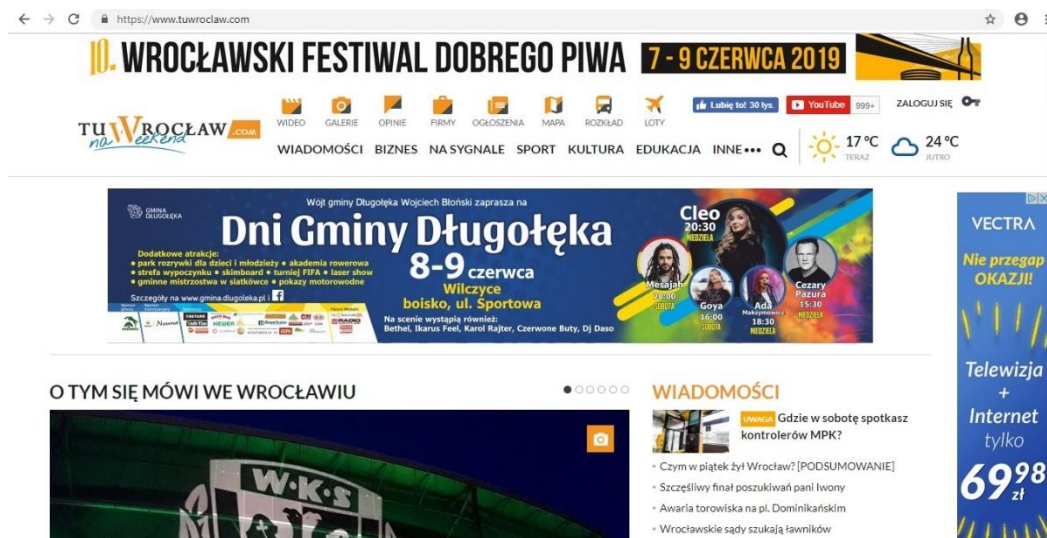 https://www.tuwroclaw.com
10. WROCŁAWSKI FESTIWAL DOBREGO PIWA 7 - 9 CZERWCA 2019
TU WROCŁAW.COM
na Weekend
WIDEO GALERIE OPINIE FIRMY OGŁOSZENIA MAPA ROZKŁAD LOTY
Lubię to! 30 tys. YouTube 999+ ZALOGUJ SIĘ
WIADOMOŚCI BIZNES NA SYGNALE SPORT KULTURA EDUKACJA INNE
17 °C
TERAZ
24 °C
JUTRO
GMINA
DŁUGOŁĘKA
Wójt gminy Długołęka Wojciech Błoński zaprasza na
Dni Gminy Długołęka
8-9 czerwca
Wilczyce
boisko, ul. Sportowa
Dodatkowe atrakcje:
• park rozrywki dla dzieci i młodzieży • akademia rowerowa
• strefa wypoczynku • skimboard • turniej FIFA • laser show
• gminne mistrzostwa w siatkówce • pokazy motorowodne
Szczegóły na www.gmina.dlugoleka.pl i f
Na scenie wystąpią również:
Bethel, Ikarus Feel, Karol Rajter, Czerwone Buty, Dj Daso
Cleo
20:30
NIEDZIELA
Mesajah
20:00
SOBOTA
Goya
16:00
SOBOTA
Ada
Maksymowicz
18:30
NIEDZIELA
Cezary
Pazura
15:30
NIEDZIELA
VECTRA
Nie przegap
OKAZJI!
Telewizja
+
Internet
tylko
69,98
zł
O TYM SIĘ MÓWI WE WROCŁAWIU
W•K•S
WIADOMOŚCI
UWAGA Gdzie w sobotę spotkasz
kontrolerów MPK?
Czym w piątek żył Wrocław? [PODSUMOWANIE]
Szczęśliwy finał poszukiwań pani Iwony
Awaria torowiska na pl. Dominikańskim
Wrocławskie sądy szukają ławników